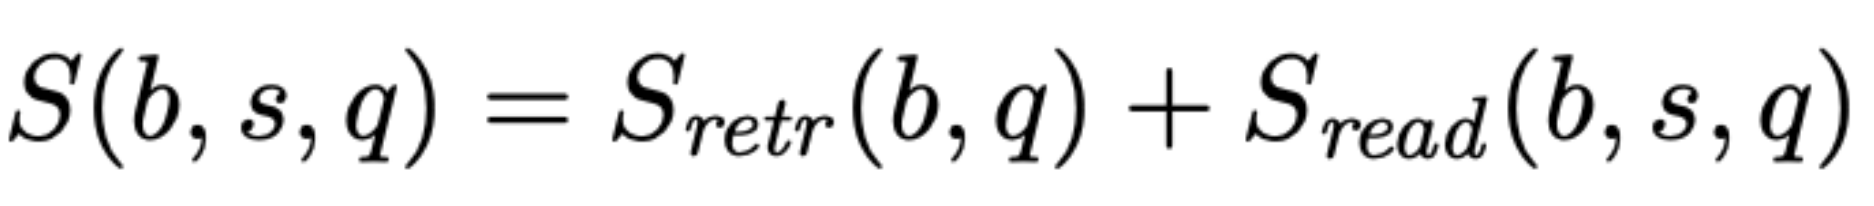 S(b, s, q) = S_{retr}(b, q) + S_{read}(b, s, q)